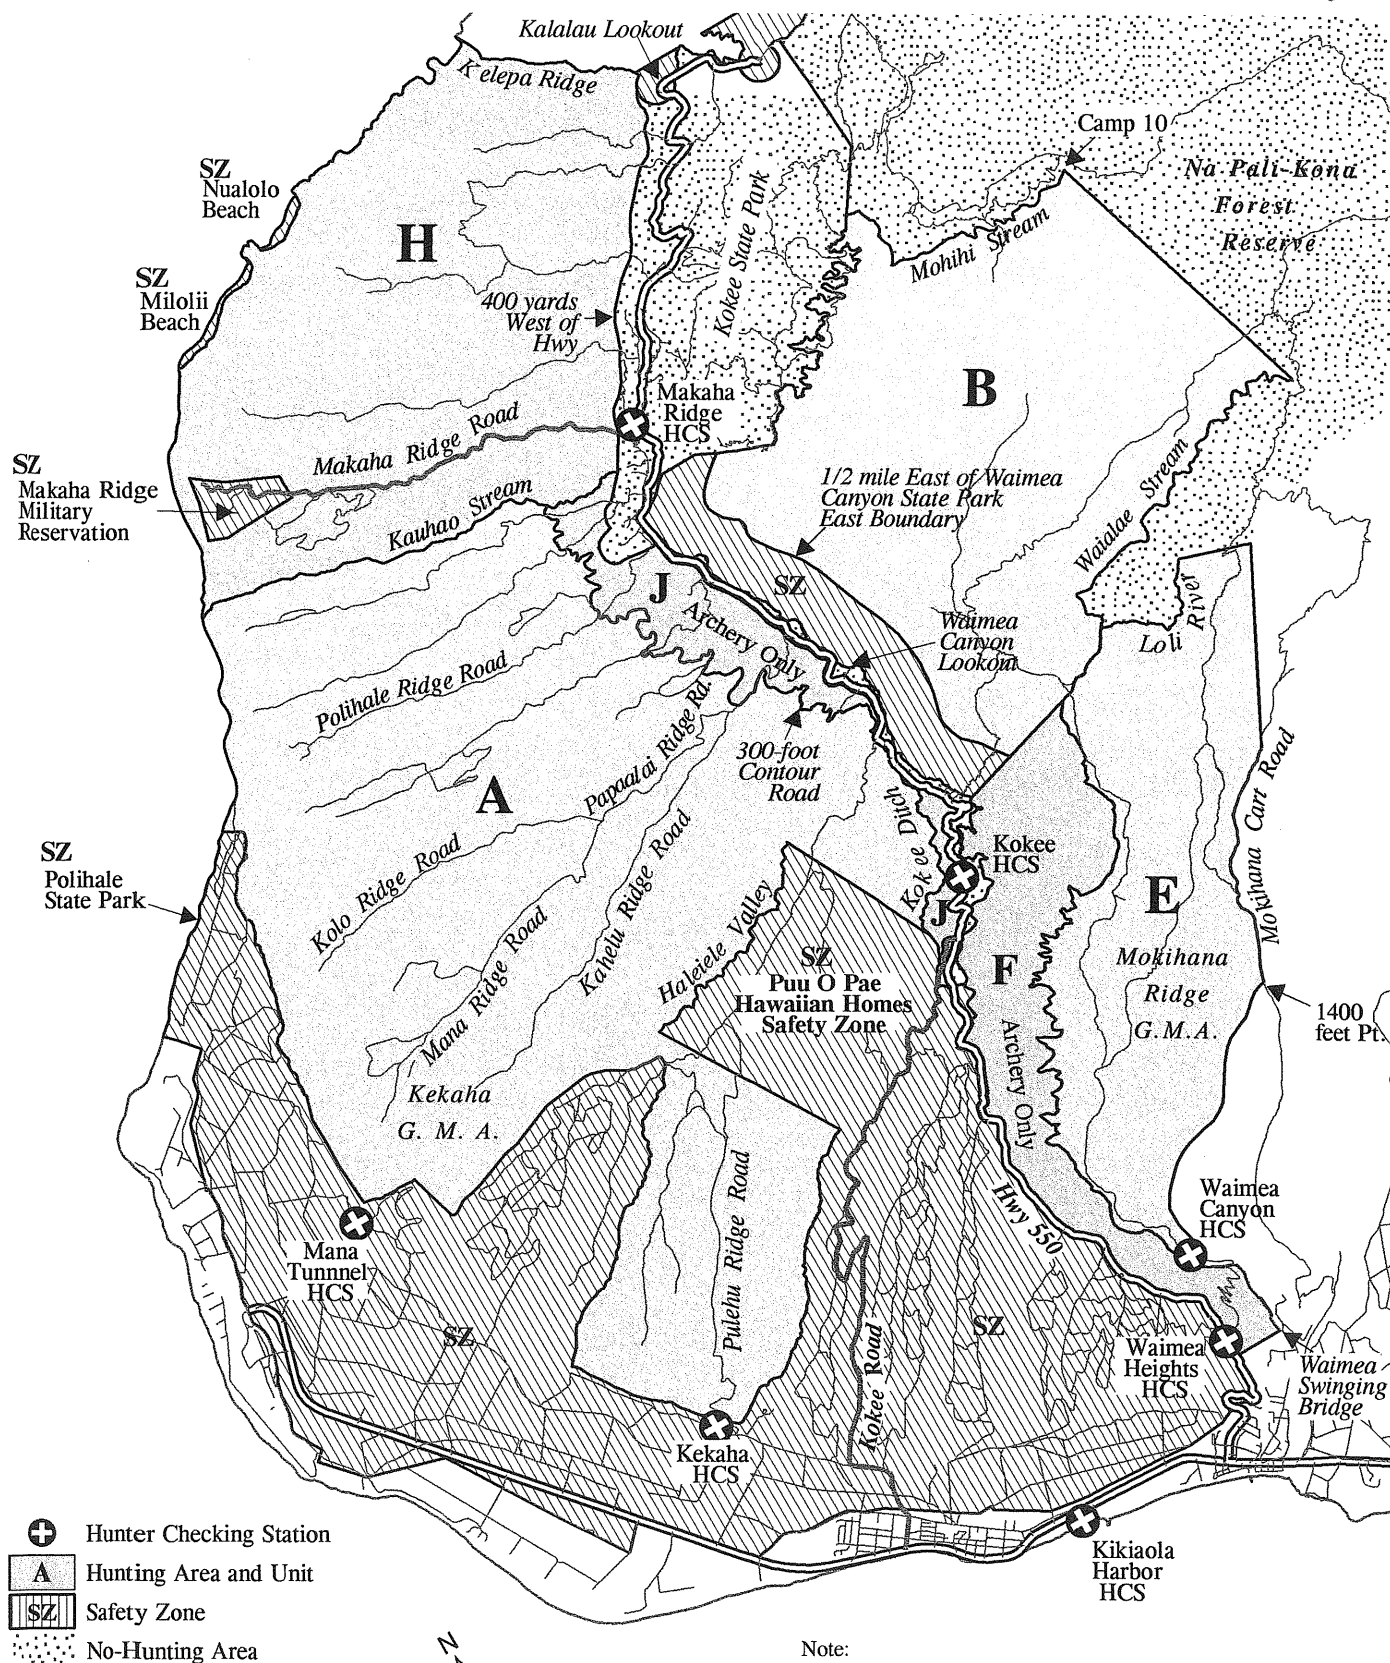 Kalalau Lookout
Kelepa Ridge
Camp 10
SZ
Nualolo
Beach
Na Pali-Kona
Forest
Reserve
H
Kokee State Park
Mohihi Stream
SZ
Milolii
Beach
400 yards
West of
Hwy
B
Makaha
Ridge
HCS
Makaha Ridge Road
SZ
Makaha Ridge
Military
Reservation
Kauhao Stream
1/2 mile East of Waimea
Canyon State Park
East Boundary
Waialae Stream
J
Archery Only
SZ
Waimea
Canyon
Lookout
Loli
River
Polihale Ridge Road
Papaalai Ridge Rd.
300-foot
Contour
Road
Mokihana Cart Road
A
Kokee Ditch
Kokee
HCS
SZ
Polihale
State Park
Kolo Ridge Road
Kahelu Ridge Road
Mana Ridge Road
Haleiele Valley
J
E
Mokihana
Ridge
G.M.A.
F
Archery Only
SZ
Puu O Pae
Hawaiian Homes
Safety Zone
1400
feet Pt.
Kekaha
G. M. A.
Pulehu Ridge Road
Hwy 550
Waimea
Canyon
HCS
Mana
Tunnnel
HCS
SZ
SZ
Kokee Road
Waimea
Heights
HCS
Waimea
Swinging
Bridge
Kekaha
HCS
Kikiaola
Harbor
HCS
Hunter Checking Station
A Hunting Area and Unit
SZ Safety Zone
No-Hunting Area
N
Note: